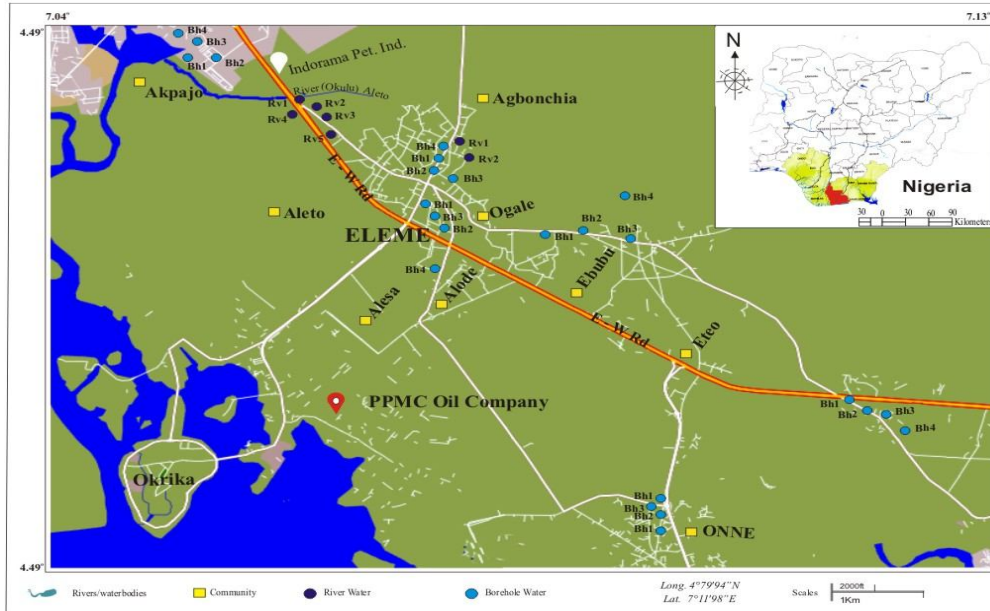 7.04°
7.13°
4.49°
Bh4
Bh3
Bh1
Bh2
Indorama Pet. Ind.
N
Akpajo
River(Okulu) Aleto
Rv1
Rv2
Rv4
Rv3
Rv5
Agbonchia
E - W Rd
Bh4
Rv1
Bh1
Rv2
Bh2
Bh3
Nigeria
30 0 30 60 90
Kilometers
Aleto
Bh1
Bh3
Ogale
ELEME
Bh2
Bh4
Bh2
Bh1
Bh3
Bh4
Alesa
Alode
Ebubu
E - W Rd
Eteo
PPMC Oil Company
Bh1
Bh2
Bh3
Bh4
Okrika
Bh1
Bh3
Bh2
Bh1
ONNE
4.49°
Rivers/waterbodies
Community
River Water
Borehole Water
Long. 4°79'94"N
Lat. 7°11'98"E
Scales
2000ft
1Km